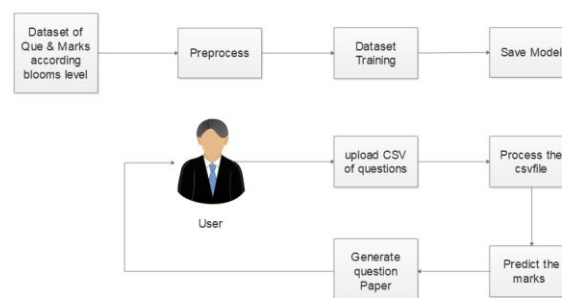 Dataset of
Que & Marks
according
blooms level
Preprocess
Dataset
Training
Save Model
User
upload CSV
of questions
Process the
csvfile
Predict the
marks
Generate
question
Paper